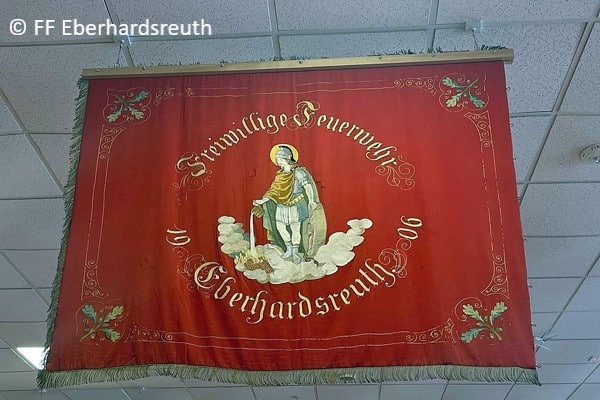 © FF Eberhardsreuth
Freiwillige Feuerwehr
19 06
Eberhardsreuth.